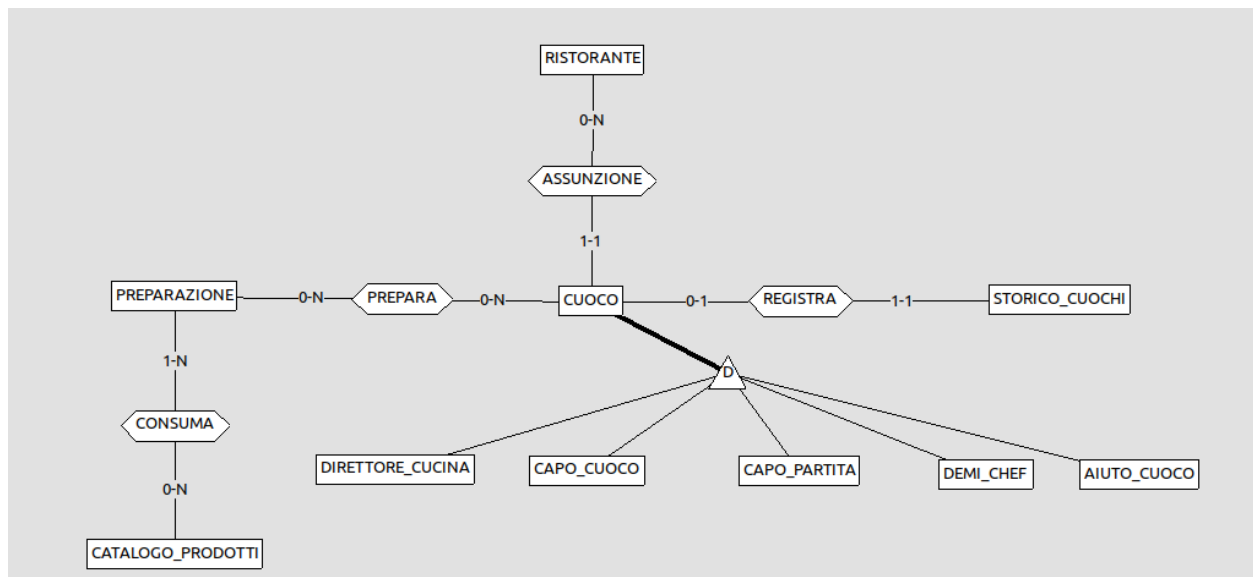 RISTORANTE
0-N
ASSUNZIONE
1-1
PREPARAZIONE
0-N
PREPARA
0-N
CUOCO
0-1
REGISTRA
1-1
STORICO_CUOCHI
1-N
D
CONSUMA
DIRETTORE_CUCINA
CAPO_CUOCO
CAPO_PARTITA
DEMI_CHEF
AIUTO_CUOCO
0-N
CATALOGO_PRODOTTI